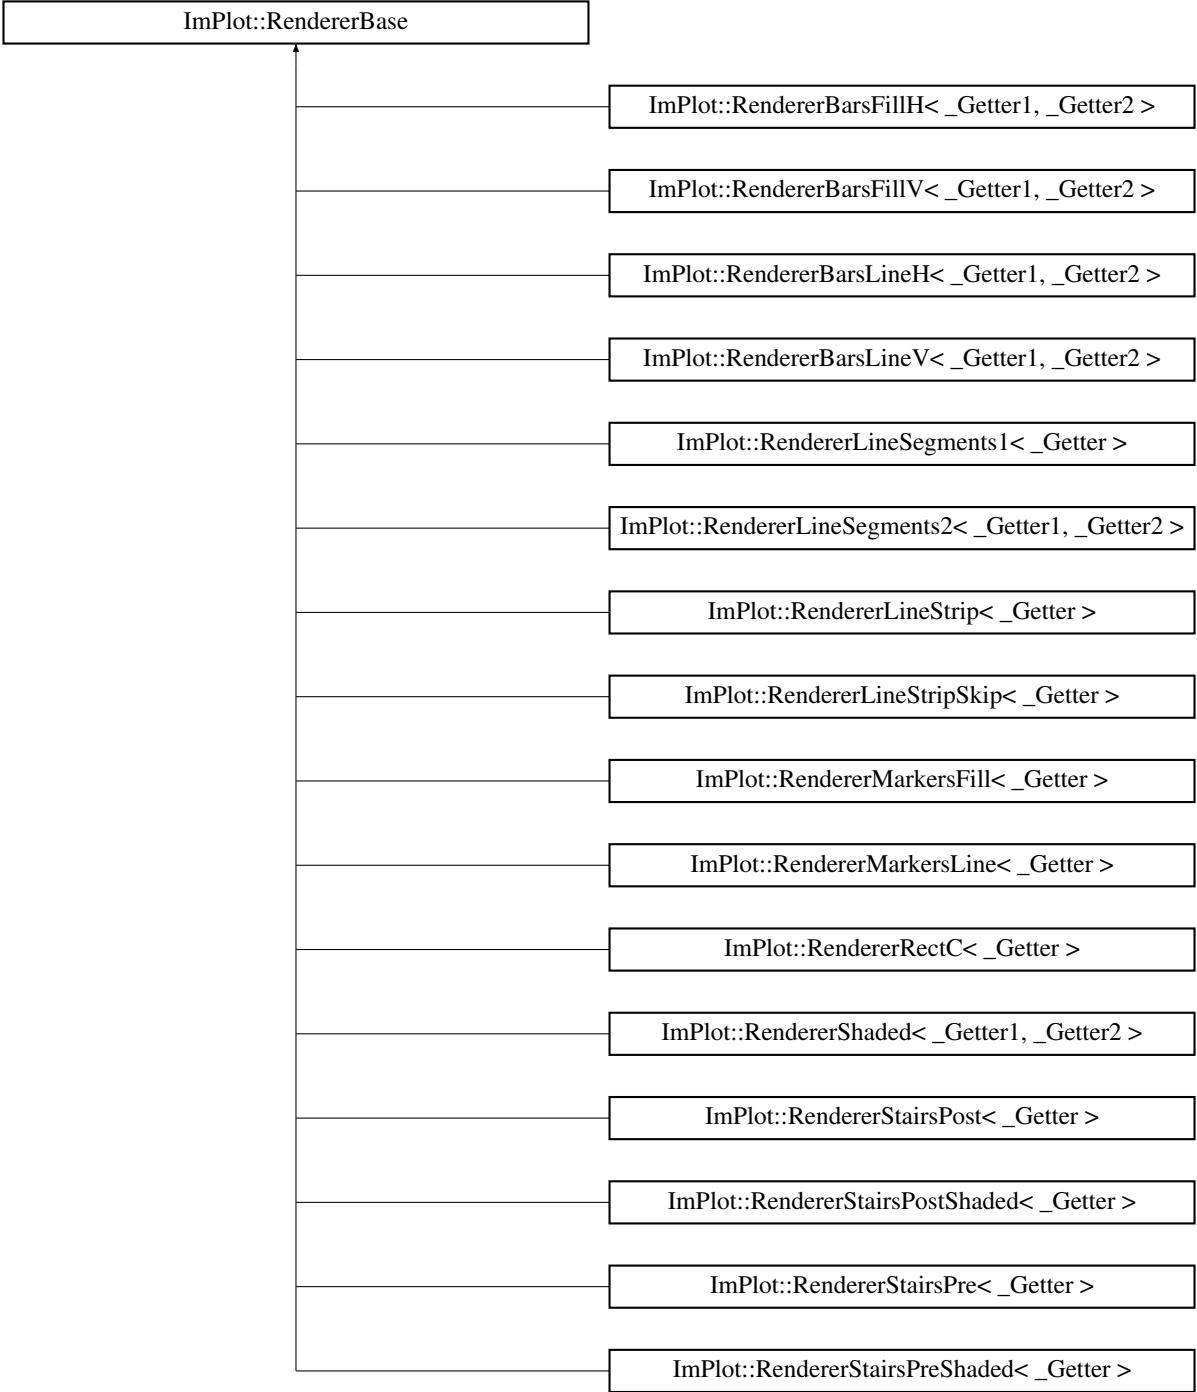 ImPlot::RendererBase
ImPlot::RendererBarsFillH< _Getter1, _Getter2 >
ImPlot::RendererBarsFillV< _Getter1, _Getter2 >
ImPlot::RendererBarsLineH< _Getter1, _Getter2 >
ImPlot::RendererBarsLineV< _Getter1, _Getter2 >
ImPlot::RendererLineSegments1< _Getter >
ImPlot::RendererLineSegments2< _Getter1, _Getter2 >
ImPlot::RendererLineStrip< _Getter >
ImPlot::RendererLineStripSkip< _Getter >
ImPlot::RendererMarkersFill< _Getter >
ImPlot::RendererMarkersLine< _Getter >
ImPlot::RendererRectC< _Getter >
ImPlot::RendererShaded< _Getter1, _Getter2 >
ImPlot::RendererStairsPost< _Getter >
ImPlot::RendererStairsPostShaded< _Getter >
ImPlot::RendererStairsPre< _Getter >
ImPlot::RendererStairsPreShaded< _Getter >